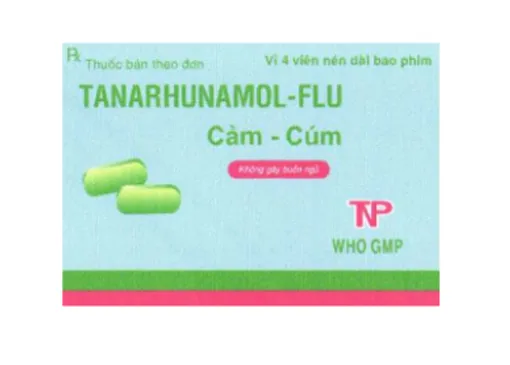 Rx Thuốc bán theo đơn
Vỉ 4 viên nén dài bao phim
TANARHUNAMOL-FLU
Cảm - Cúm
Không gây buồn ngủ
TNP
WHO GMP